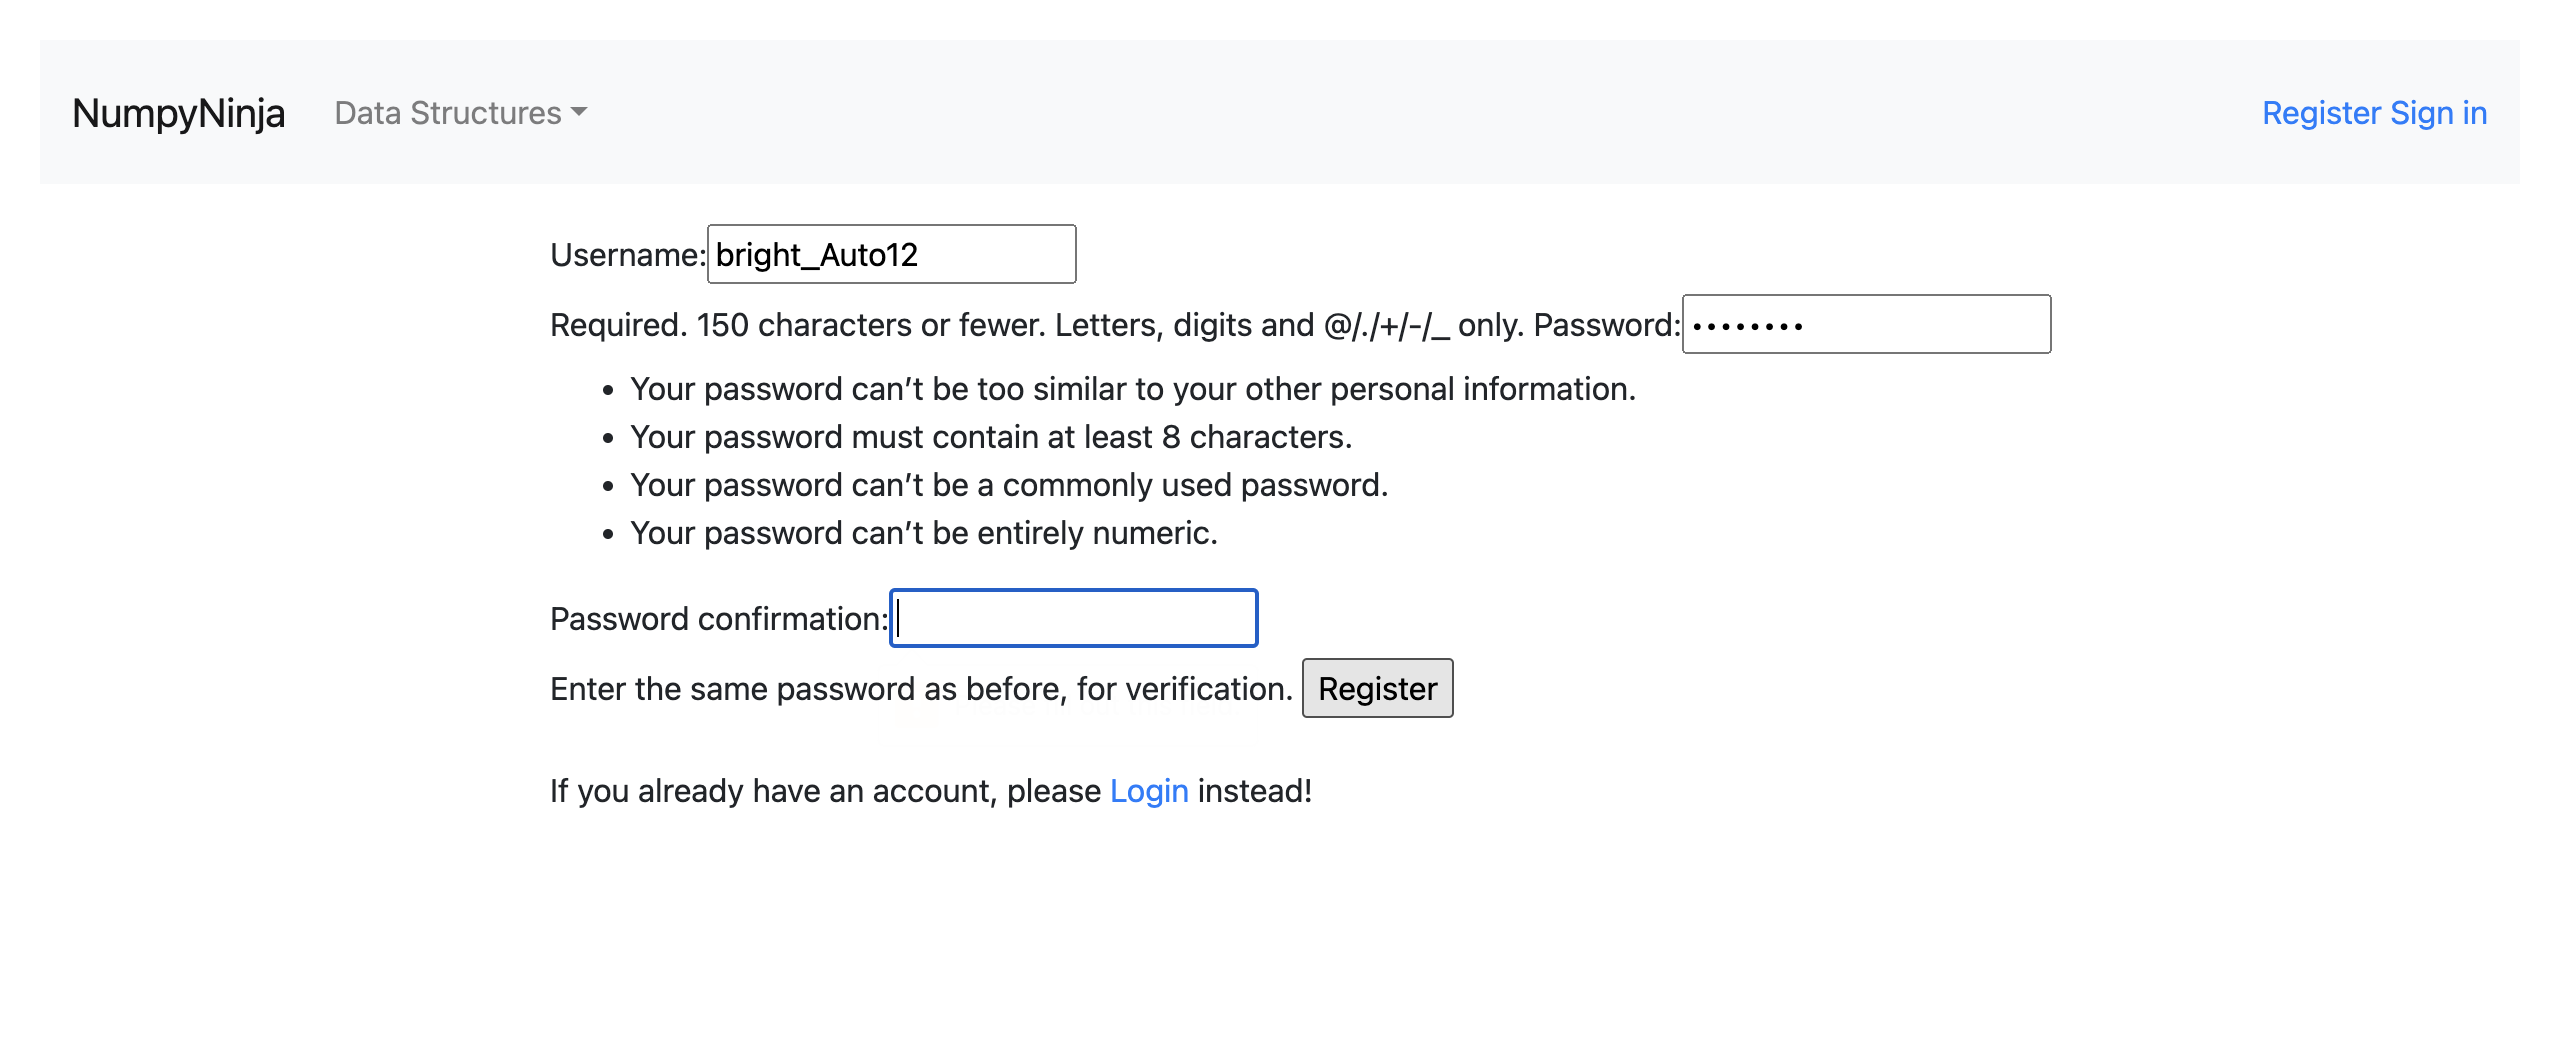 NumpyNinja Data Structures Register Sign in
Username: bright_Auto12
Required. 150 characters or fewer. Letters, digits and @/./+/-/_ only. Password: ••••••••
• Your password can’t be too similar to your other personal information.
• Your password must contain at least 8 characters.
• Your password can’t be a commonly used password.
• Your password can’t be entirely numeric.
Password confirmation:
Enter the same password as before, for verification. Register
If you already have an account, please Login instead!